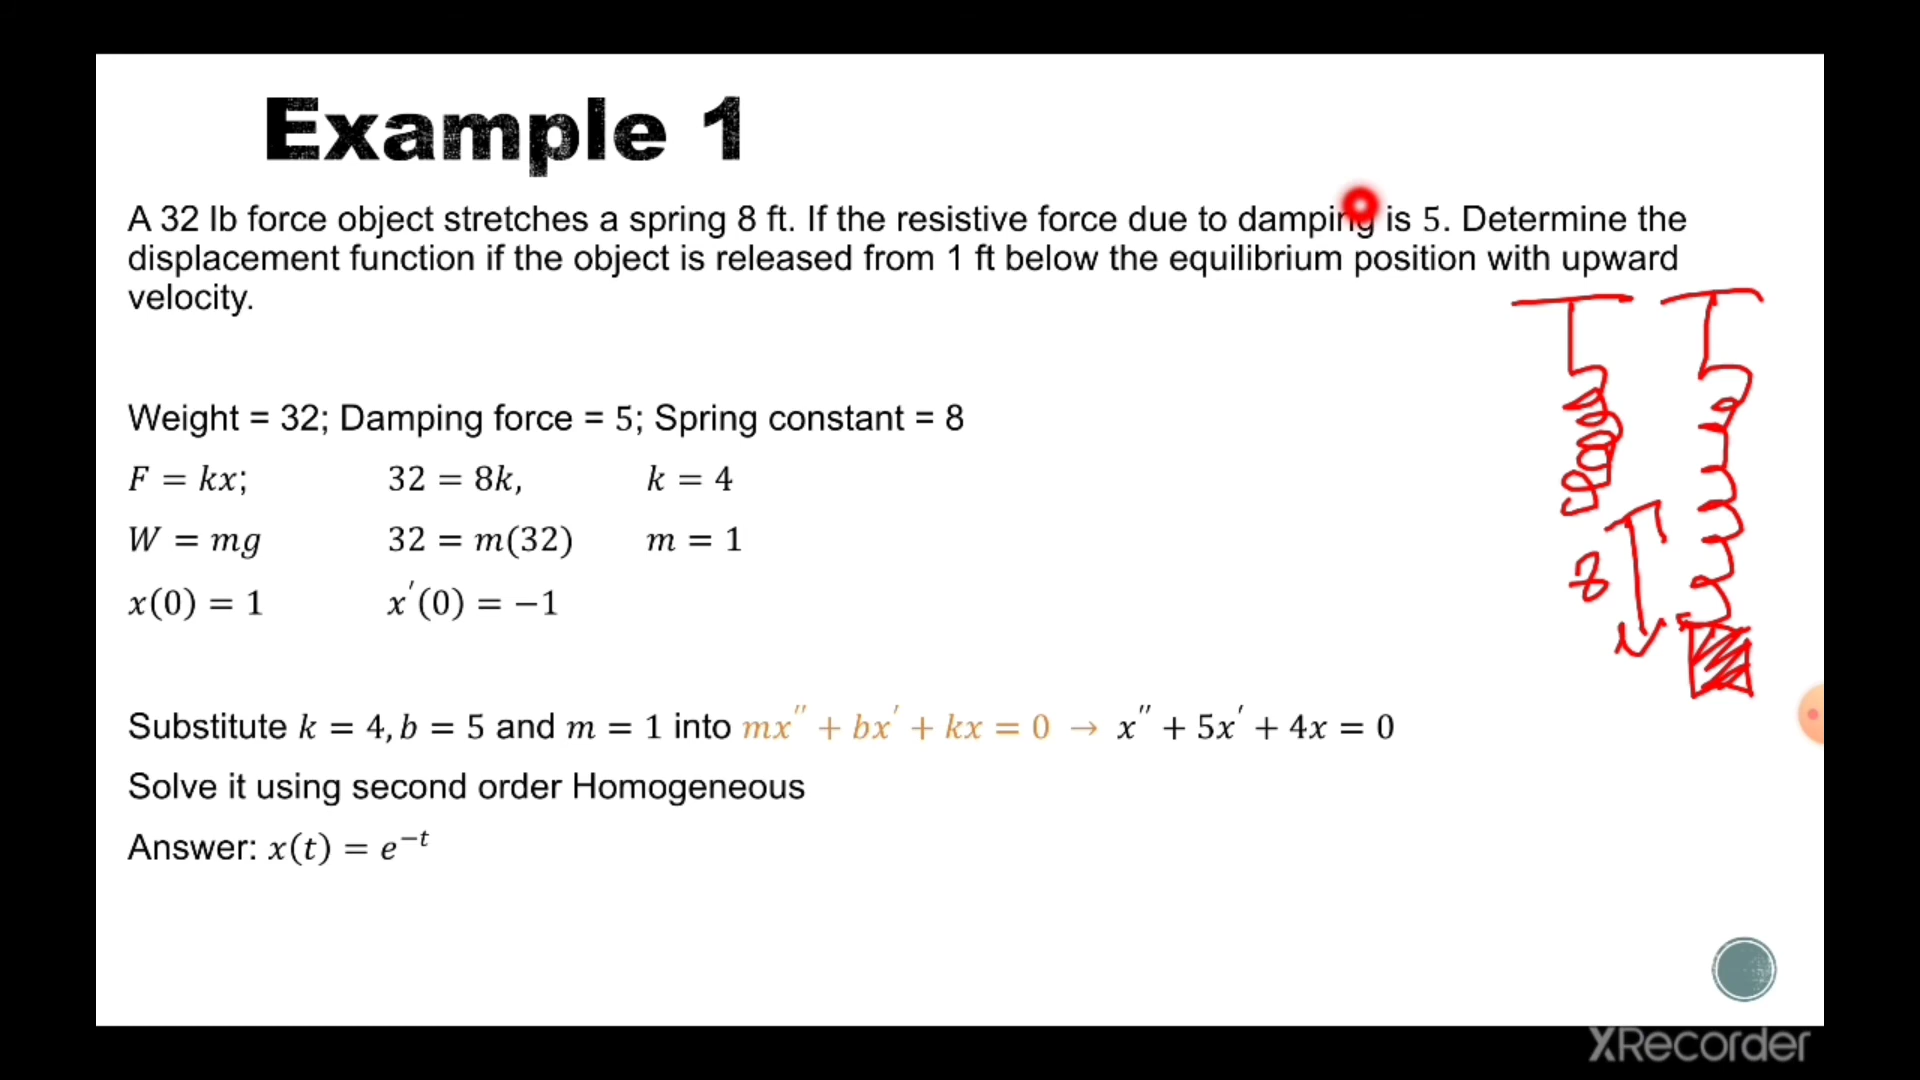 Example 1
A 32 lb force object stretches a spring 8 ft. If the resistive force due to damping is 5. Determine the
displacement function if the object is released from 1 ft below the equilibrium position with upward
velocity.
Weight = 32; Damping force = 5; Spring constant = 8
F = kx; 32 = 8k, k = 4
W = mg 32 = m(32) m = 1
x(0) = 1 x′(0) = −1
8
Substitute k = 4, b = 5 and m = 1 into mx″ + bx′ + kx = 0 → x″ + 5x′ + 4x = 0
Solve it using second order Homogeneous
Answer: x(t) = e⁻ᵗ
XRecorder